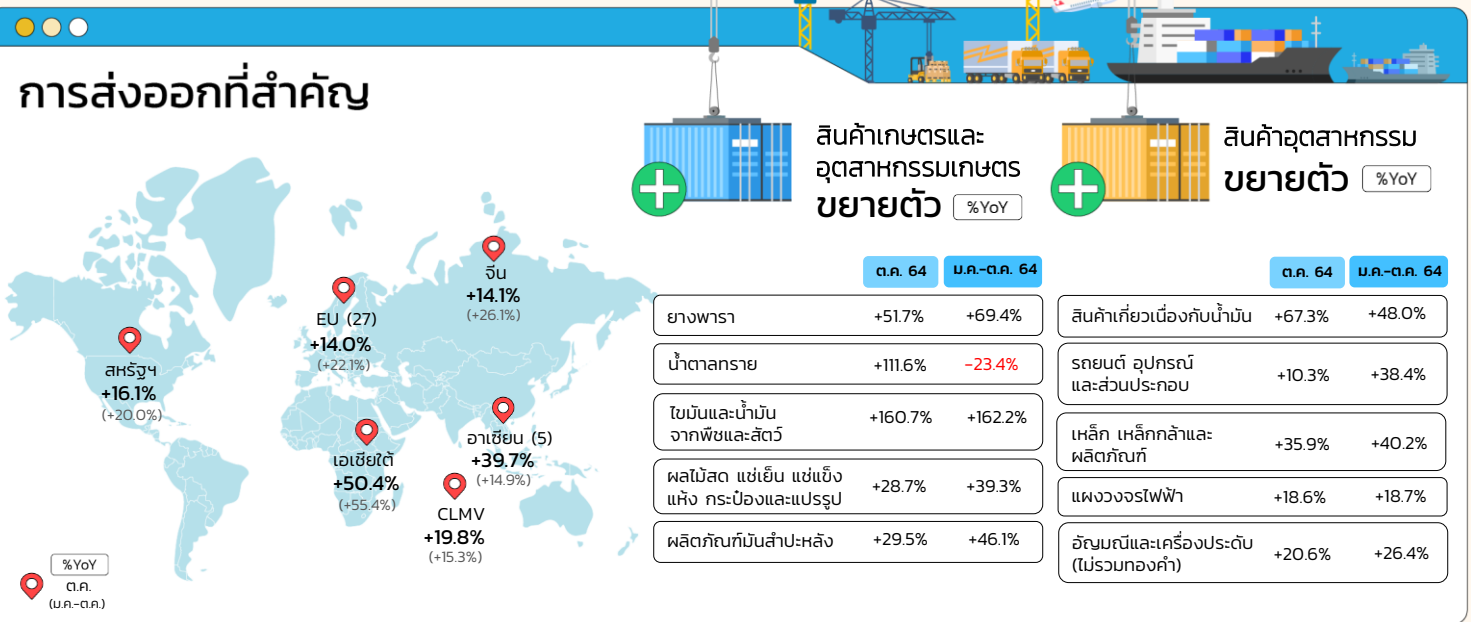 การส่งออกที่สำคัญ
จีน
+14.1%
(+26.1%)
EU (27)
+14.0%
(+22.1%)
สหรัฐฯ
+16.1%
(+20.0%)
อาเซียน (5)
+39.7%
(+14.9%)
เอเชียใต้
+50.4%
(+55.4%)
CLMV
+19.8%
(+15.3%)
%YoY
ต.ค.
(ม.ค.-ต.ค.)
สินค้าเกษตรและ
อุตสาหกรรมเกษตร
ขยายตัว %YoY
ต.ค. 64 ม.ค.-ต.ค. 64
ยางพารา +51.7% +69.4%
น้ำตาลทราย +111.6% -23.4%
ไขมันและน้ำมัน
จากพืชและสัตว์ +160.7% +162.2%
ผลไม้สด แช่เย็น แช่แข็ง
แห้ง กระป๋องและแปรรูป +28.7% +39.3%
ผลิตภัณฑ์มันสำปะหลัง +29.5% +46.1%
สินค้าอุตสาหกรรม
ขยายตัว %YoY
ต.ค. 64 ม.ค.-ต.ค. 64
สินค้าเกี่ยวเนื่องกับน้ำมัน +67.3% +48.0%
รถยนต์ อุปกรณ์
และส่วนประกอบ +10.3% +38.4%
เหล็ก เหล็กกล้าและ
ผลิตภัณฑ์ +35.9% +40.2%
แผงวงจรไฟฟ้า +18.6% +18.7%
อัญมณีและเครื่องประดับ
(ไม่รวมทองคำ) +20.6% +26.4%